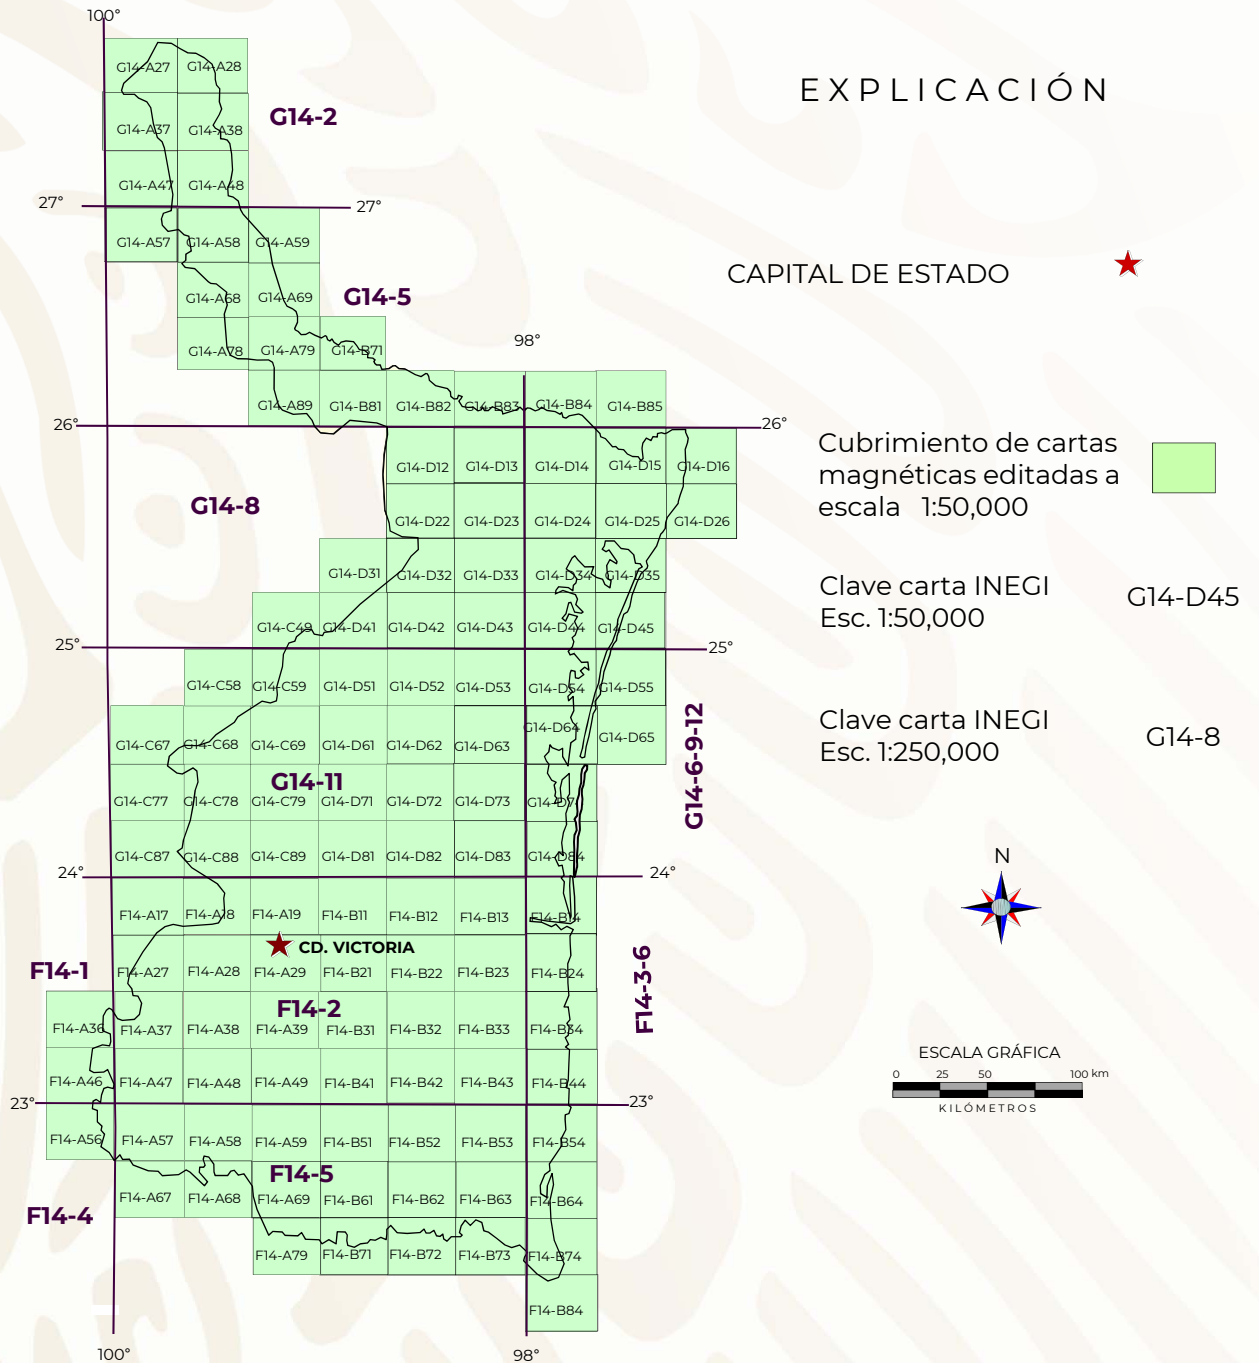 100°
G14-A27 G14-A28
G14-2
G14-A37 G14-A38
G14-A47 G14-A48
27° 27°
G14-A57 G14-A58 G14-A59
G14-A68 G14-A69
G14-5
G14-A78 G14-A79 G14-B71
98°
G14-A89 G14-B81 G14-B82 G14-B83 G14-B84 G14-B85
26° 26°
G14-D12 G14-D13 G14-D14 G14-D15 G14-D16
G14-8
G14-D22 G14-D23 G14-D24 G14-D25 G14-D26
G14-D31 G14-D32 G14-D33 G14-D34 G14-D35
G14-C49 G14-D41 G14-D42 G14-D43 G14-D44 G14-D45
25° 25°
G14-C58 G14-C59 G14-D51 G14-D52 G14-D53 G14-D54 G14-D55
G14-C67 G14-C68 G14-C69 G14-D61 G14-D62 G14-D63 G14-D64 G14-D65
G14-6-9-12
G14-11
G14-C77 G14-C78 G14-C79 G14-D71 G14-D72 G14-D73
G14-C87 G14-C88 G14-C89 G14-D81 G14-D82 G14-D83 G14-D84
24° 24°
F14-A17 F14-A18 F14-A19 F14-B11 F14-B12 F14-B13 F14-B14
CD. VICTORIA
F14-1
F14-A27 F14-A28 F14-A29 F14-B21 F14-B22 F14-B23 F14-B24
F14-3-6
F14-2
F14-A36 F14-A37 F14-A38 F14-A39 F14-B31 F14-B32 F14-B33 F14-B34
F14-A46 F14-A47 F14-A48 F14-A49 F14-B41 F14-B42 F14-B43 F14-B44
23° 23°
F14-A56 F14-A57 F14-A58 F14-A59 F14-B51 F14-B52 F14-B53 F14-B54
F14-5
F14-A67 F14-A68 F14-A69 F14-B61 F14-B62 F14-B63 F14-B64
F14-4
F14-A79 F14-B71 F14-B72 F14-B73 F14-B74
F14-B84
100° 98°
EXPLICACIÓN
CAPITAL DE ESTADO
Cubrimiento de cartas
magnéticas editadas a
escala 1:50,000
Clave carta INEGI
Esc. 1:50,000
G14-D45
Clave carta INEGI
Esc. 1:250,000
G14-8
N
ESCALA GRÁFICA
0 25 50 100 km
KILÓMETROS